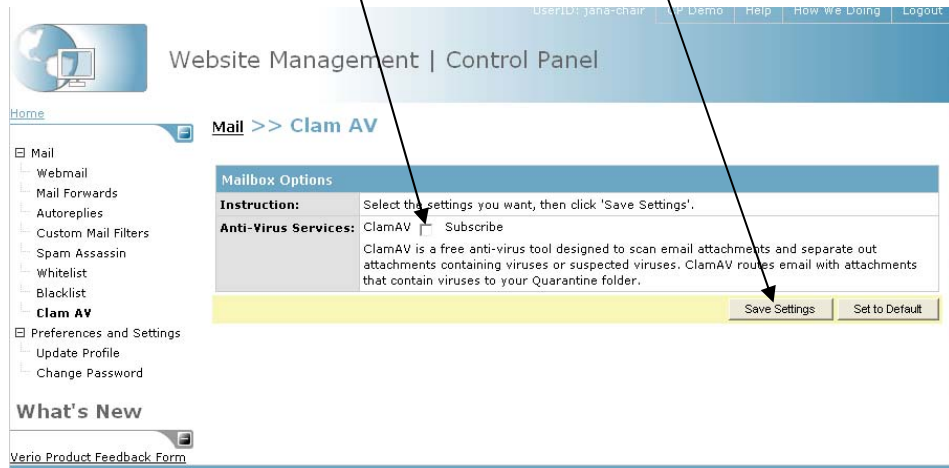 UserID: jana-chair CP Demo Help How We Doing Logout
Website Management | Control Panel
Home
Mail
Webmail
Mail Forwards
Autoreplies
Custom Mail Filters
Spam Assassin
Whitelist
Blacklist
Clam AV
Preferences and Settings
Update Profile
Change Password
What's New
Verio Product Feedback Form
Mail >> Clam AV
Mailbox Options
Instruction: Select the settings you want, then click 'Save Settings'.
Anti-Virus Services: ClamAV Subscribe
ClamAV is a free anti-virus tool designed to scan email attachments and separate out
attachments containing viruses or suspected viruses. ClamAV routes email with attachments
that contain viruses to your Quarantine folder.
Save Settings Set to Default